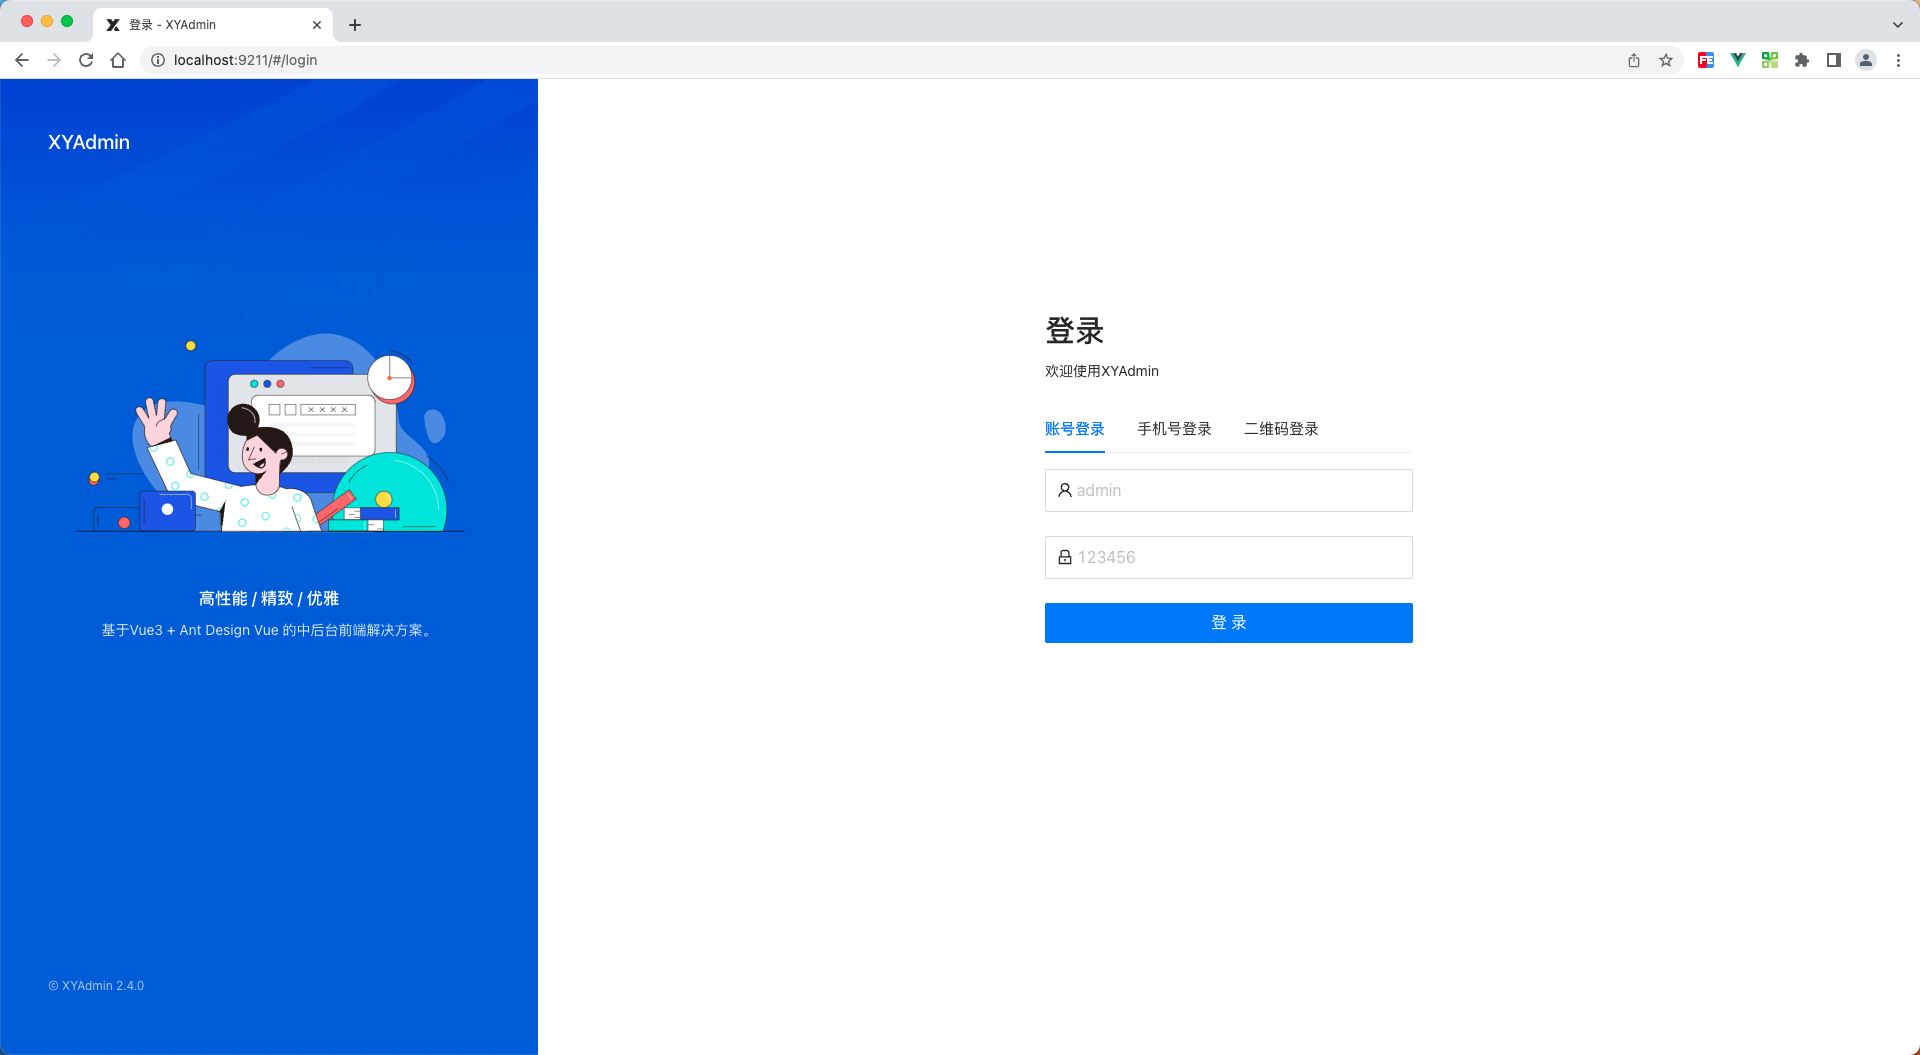 登录 - XYAdmin
localhost:9211/#/login
XYAdmin
高性能 / 精致 / 优雅
基于Vue3 + Ant Design Vue 的中后台前端解决方案。
© XYAdmin 2.4.0
登录
欢迎使用XYAdmin
账号登录 手机号登录 二维码登录
admin
123456
登 录